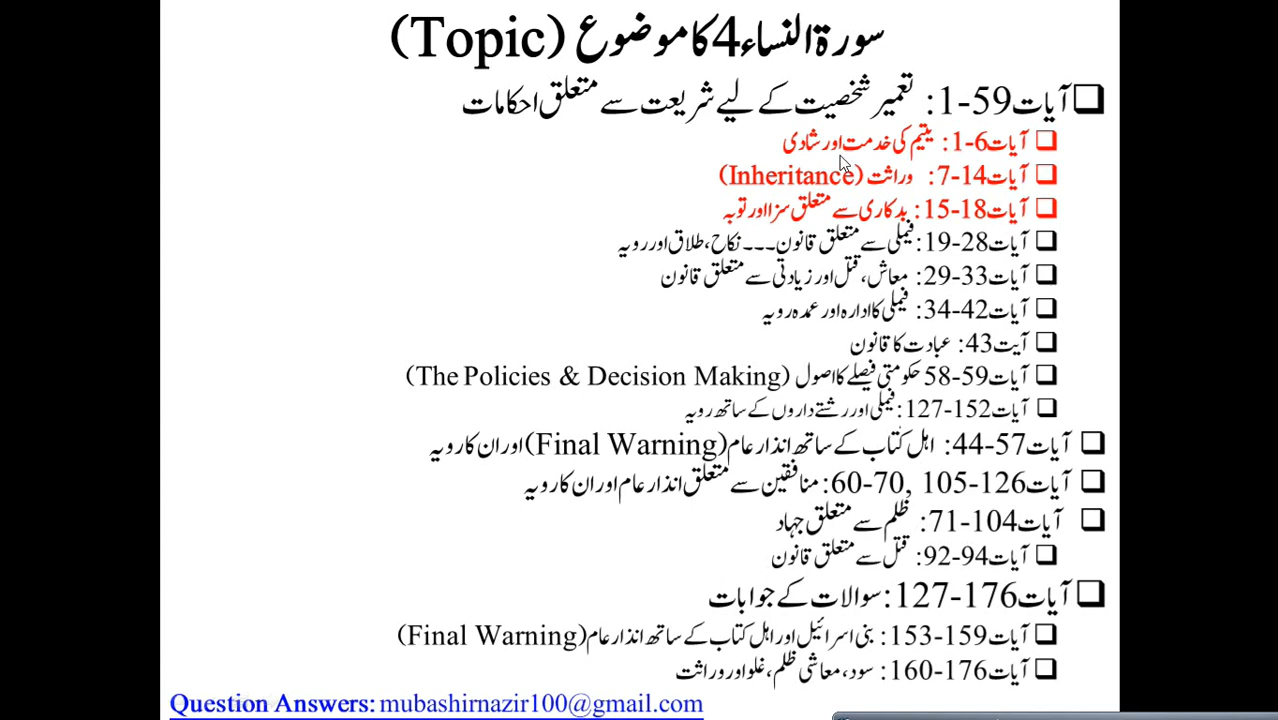 سورۃ النساء 4 کا موضوع (Topic)
آیات 1-59: تعمیر شخصیت کے لیے شریعت سے متعلق احکامات
آیات 1-6: یتیم کی خدمت اور شادی
آیات 7-14: وراثت (Inheritance)
آیات 15-18: بدکاری سے متعلق سزا اور توبہ
آیات 19-28: فیملی سے متعلق قانون۔۔۔ نکاح، طلاق اور رویہ
آیات 29-33: معاش، قتل اور زیادتی سے متعلق قانون
آیات 34-42: فیملی کا ادارہ اور عمدہ رویہ
آیت 43: عبادت کا قانون
آیات 58-59 حکومتی فیصلے کا اصول (The Policies & Decision Making)
آیات 127-152: فیملی اور رشتے داروں کے ساتھ رویہ
آیات 44-57: اہل کتاب کے ساتھ انذار عام (Final Warning) اور ان کا رویہ
آیات 60-70, 105-126: منافقین سے متعلق انذار عام اور ان کا رویہ
آیات 71-104: ظلم سے متعلق جہاد
آیات 92-94: قتل سے متعلق قانون
آیات 127-176: سوالات کے جوابات
آیات 153-159: بنی اسرائیل اور اہل کتاب کے ساتھ انذار عام (Final Warning)
آیات 160-176: سود، معاشی ظلم، غلو اور وراثت
Question Answers: mubashirnazir100@gmail.com